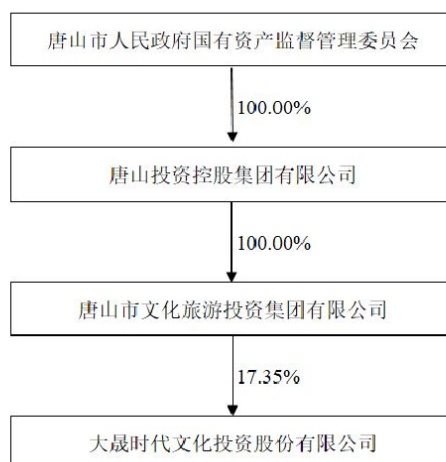 唐山市人民政府国有资产监督管理委员会
100.00%
唐山投资控股集团有限公司
100.00%
唐山市文化旅游投资集团有限公司
17.35%
大晟时代文化投资股份有限公司